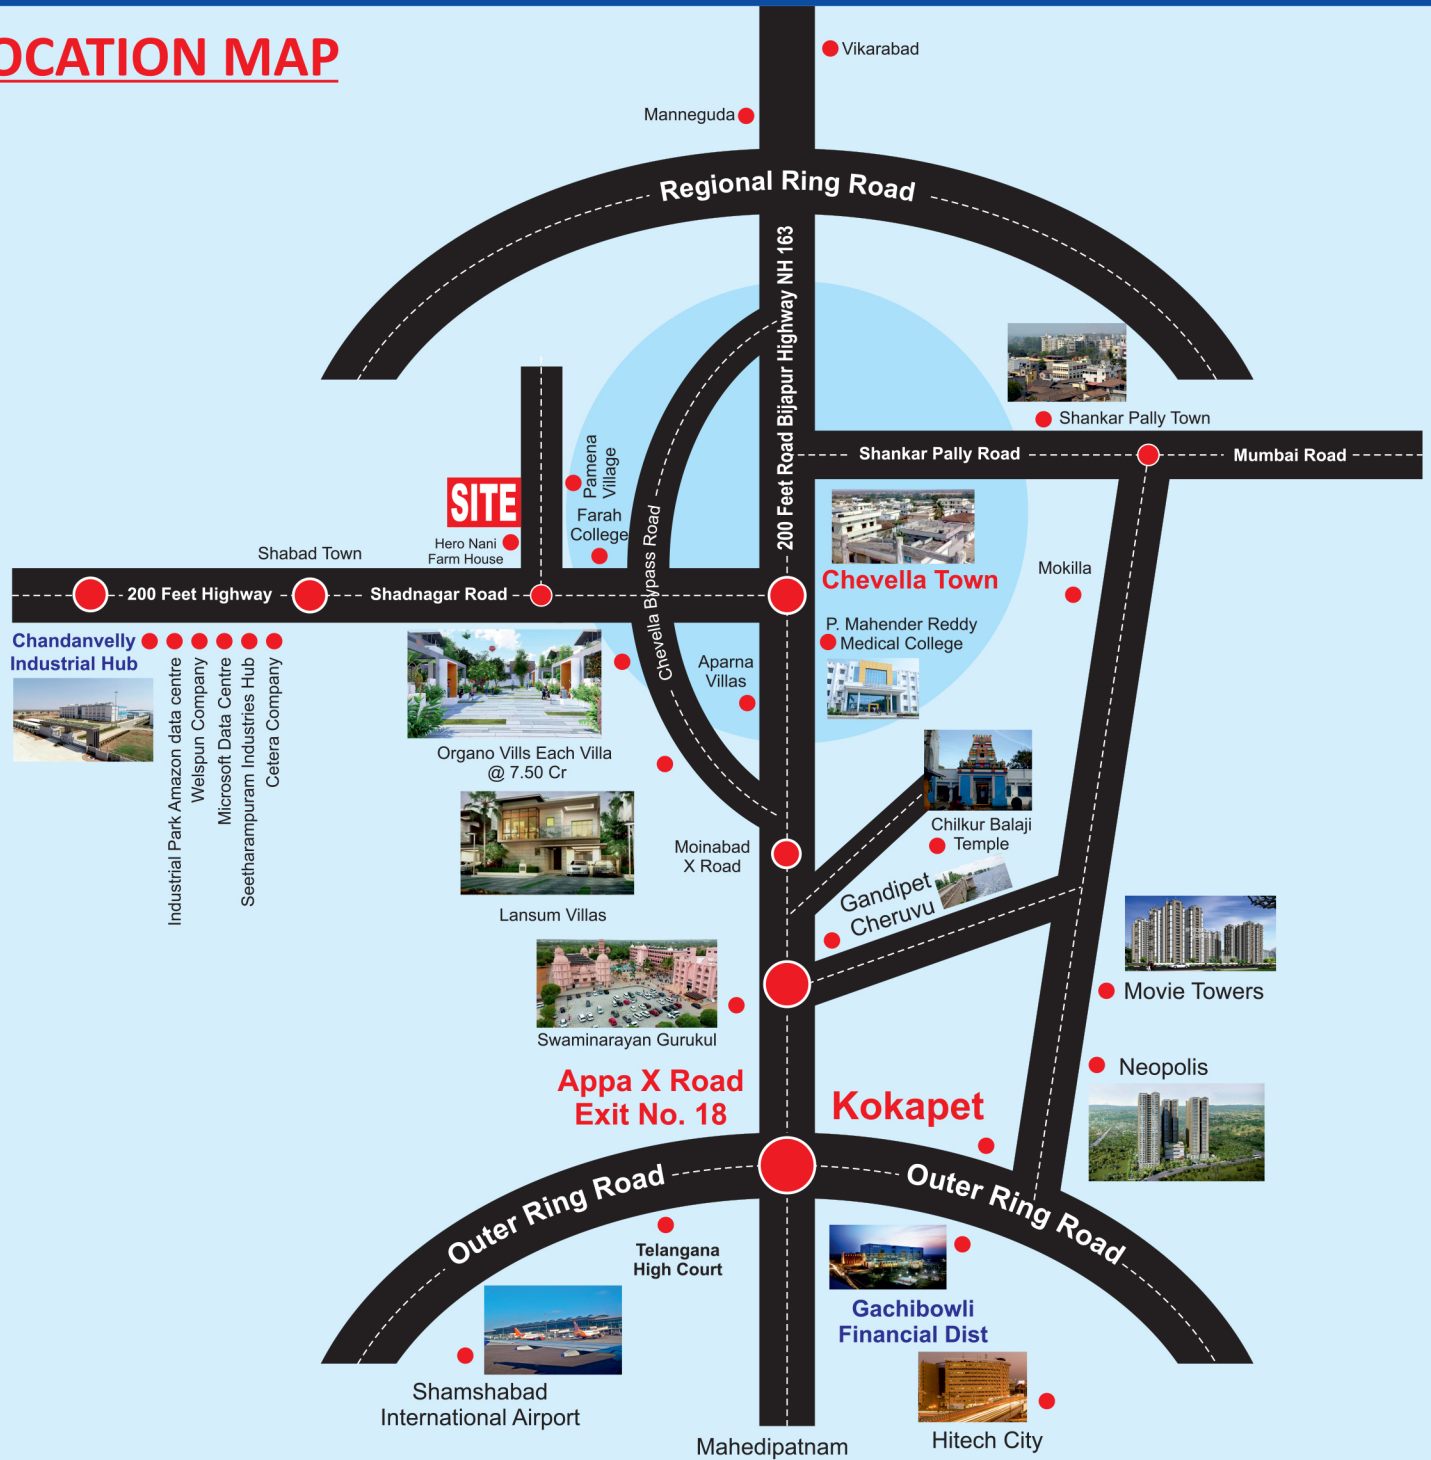 OCATION MAP
Vikarabad
Manneguda
Regional Ring Road
200 Feet Road Bijapur Highway NH 163
Shankar Pally Town
Shankar Pally Road
Mumbai Road
Pamena
Village
SITE
Farah
College
Hero Nani
Farm House
Chevella Bypass Road
Shabad Town
200 Feet Highway
Shadnagar Road
Chevella Town
Mokilla
P. Mahender Reddy
Medical College
Chandanvelly
Industrial Hub
Industrial Park Amazon data centre
Welspun Company
Microsoft Data Centre
Seetharampuram Industries Hub
Cetera Company
Aparna
Villas
Organo Vills Each Villa
@ 7.50 Cr
Chilkur Balaji
Temple
Moinabad
X Road
Gandipet
Cheruvu
Lansum Villas
Movie Towers
Swaminarayan Gurukul
Neopolis
Appa X Road
Exit No. 18
Kokapet
Outer Ring Road
Outer Ring Road
Telangana
High Court
Gachibowli
Financial Dist
Shamshabad
International Airport
Hitech City
Mahedipatnam